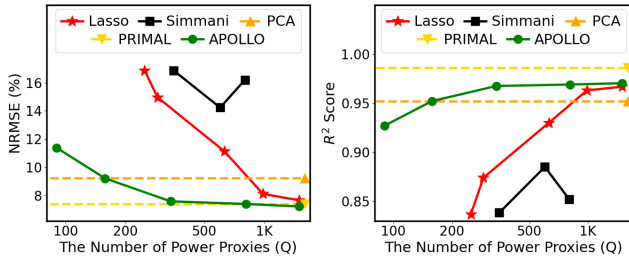 Lasso Simmani PCA
PRIMAL APOLLO
16
14
12
10
8
NRMSE (%)
100 200 500 1K
The Number of Power Proxies (Q)
Lasso Simmani PCA
PRIMAL APOLLO
1.00
0.95
0.90
0.85
R² Score
100 200 500 1K
The Number of Power Proxies (Q)